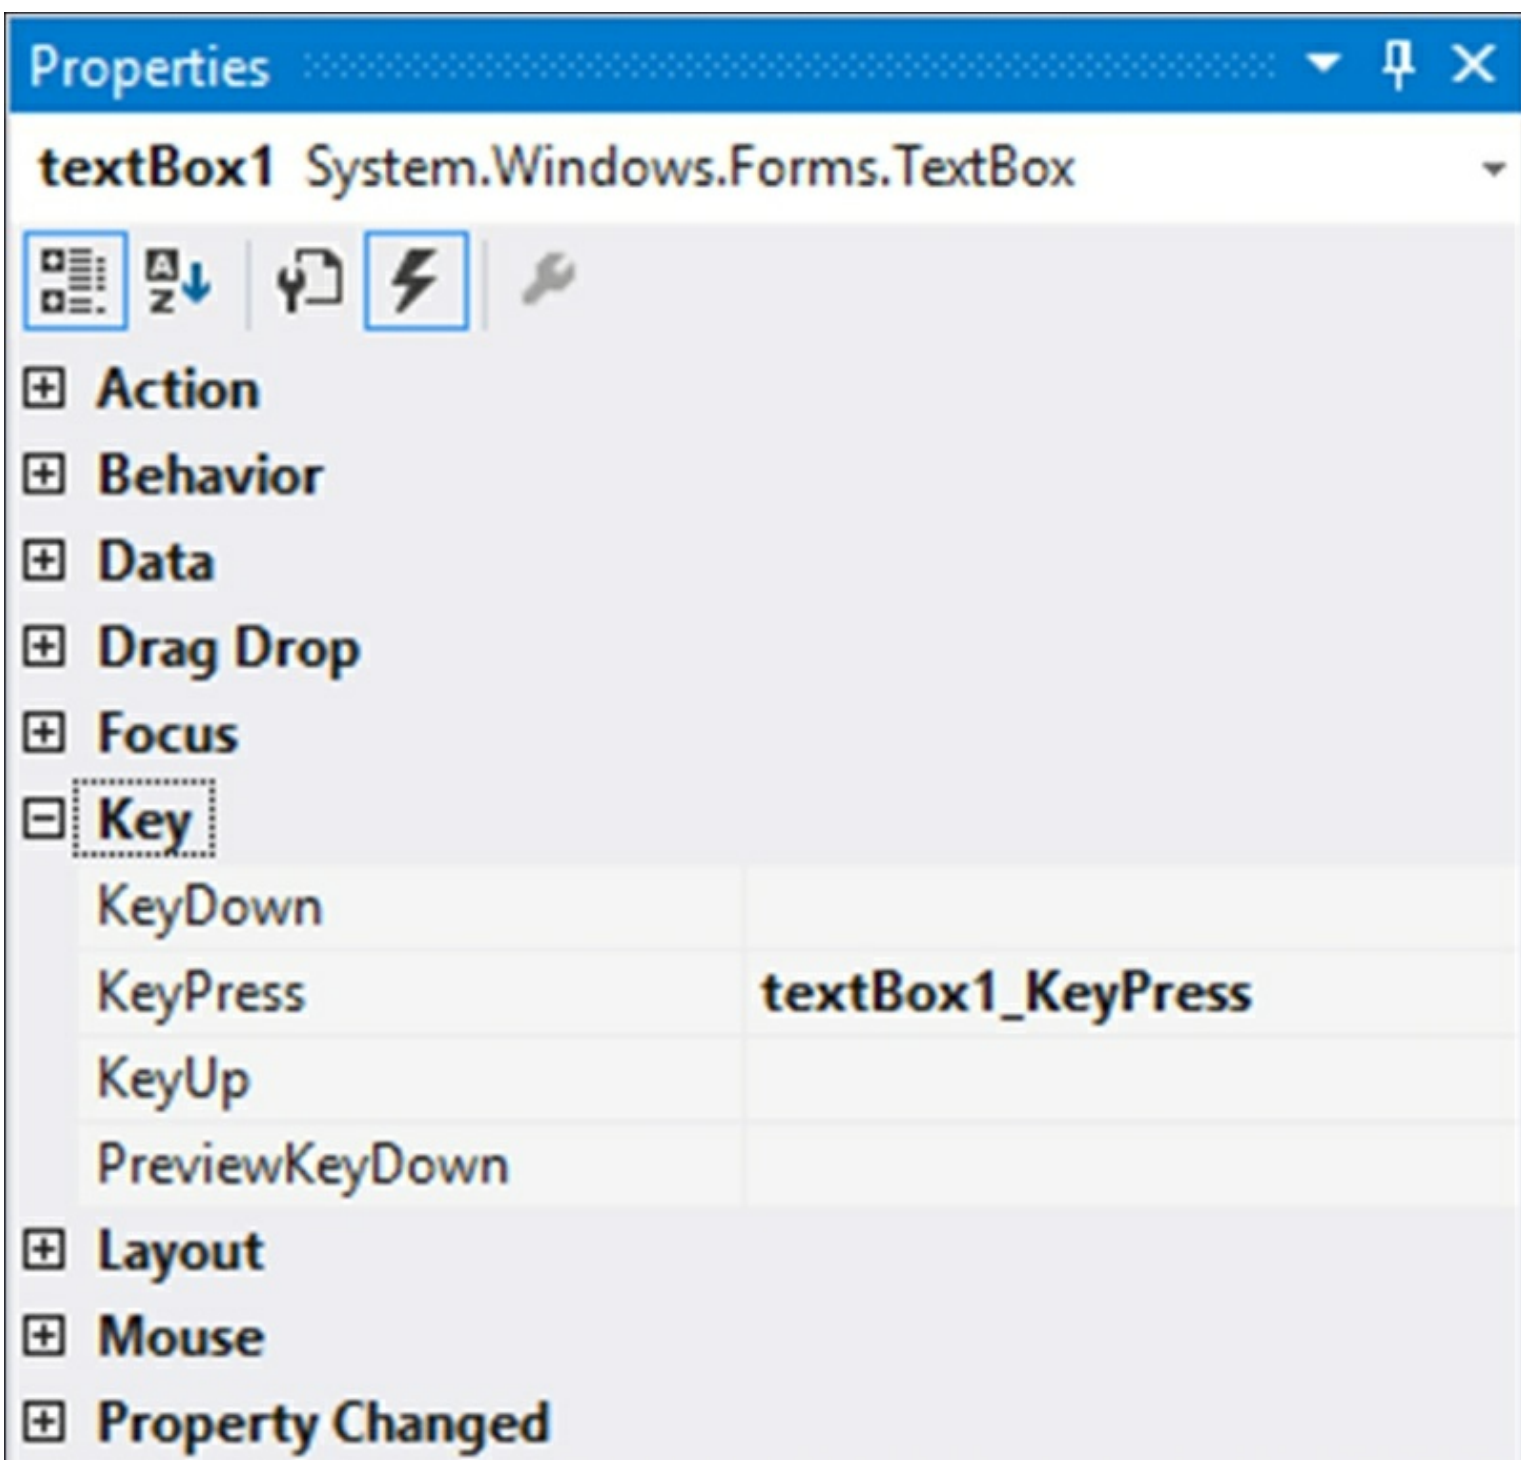 Properties
textBox1 System.Windows.Forms.TextBox
Action
Behavior
Data
Drag Drop
Focus
Key
KeyDown
KeyPress textBox1_KeyPress
KeyUp
PreviewKeyDown
Layout
Mouse
Property Changed